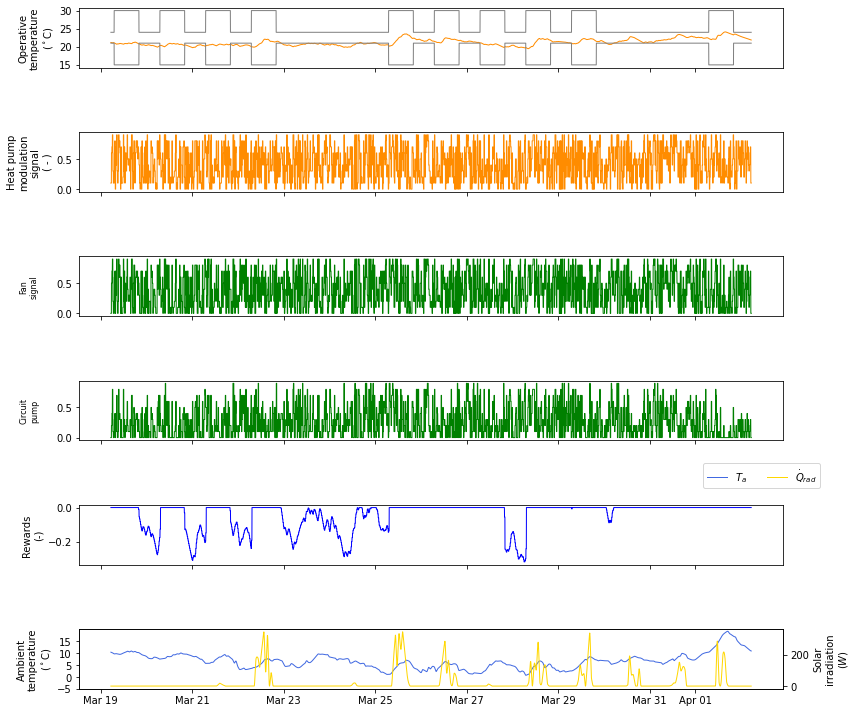 Operative
temperature
(°C)
30
25
20
15
Heat pump
modulation
signal
( - )
0.5
0.0
Fan
signal
0.5
0.0
Circuit
pump
0.5
0.0
Ta
Q̇rad
Rewards
(-)
0.0
−0.2
Ambient
temperature
(°C)
15
10
5
0
−5
200
0
Solar
irradiation
(W)
Mar 19 Mar 21 Mar 23 Mar 25 Mar 27 Mar 29 Mar 31 Apr 01